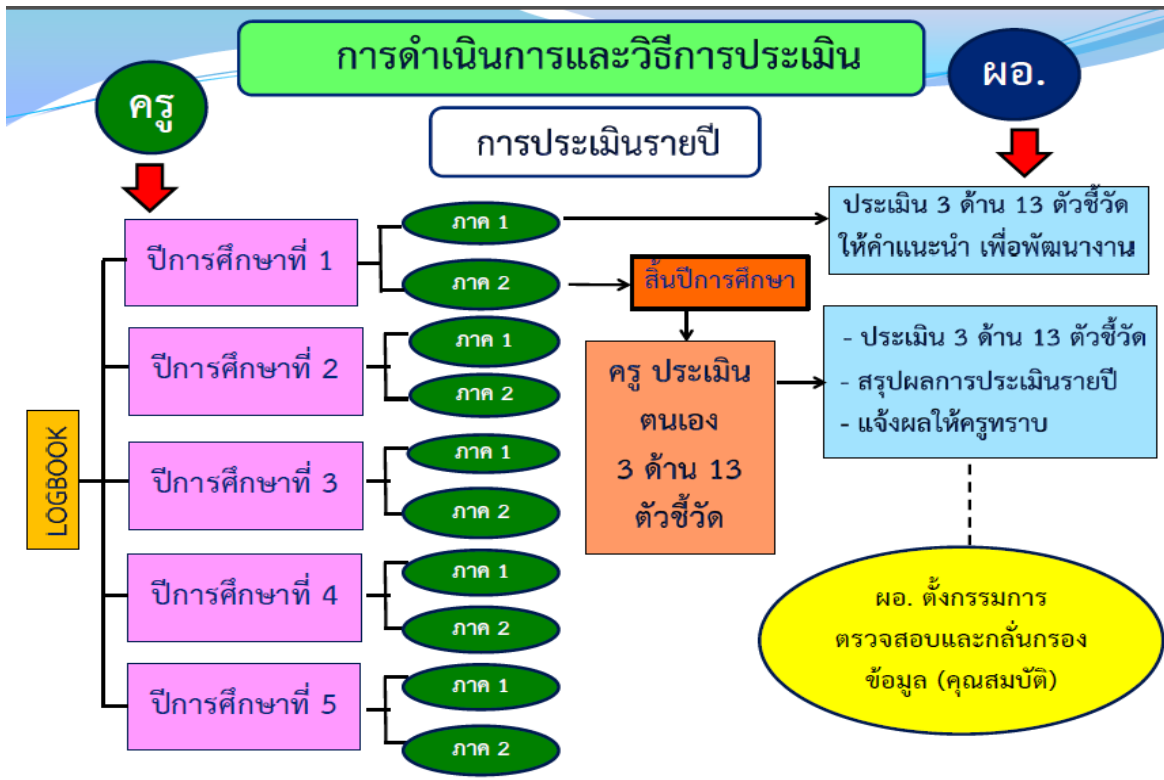 การดำเนินการและวิธีการประเมิน
ครู
ผอ.
การประเมินรายปี
LOGBOOK
ปีการศึกษาที่ 1
ภาค 1
ภาค 2
สิ้นปีการศึกษา
ปีการศึกษาที่ 2
ภาค 1
ภาค 2
ปีการศึกษาที่ 3
ภาค 1
ภาค 2
ปีการศึกษาที่ 4
ภาค 1
ภาค 2
ปีการศึกษาที่ 5
ภาค 1
ภาค 2
ครู ประเมิน
ตนเอง
3 ด้าน 13
ตัวชี้วัด
ประเมิน 3 ด้าน 13 ตัวชี้วัด
ให้คำแนะนำ เพื่อพัฒนางาน
- ประเมิน 3 ด้าน 13 ตัวชี้วัด
- สรุปผลการประเมินรายปี
- แจ้งผลให้ครูทราบ
ผอ. ตั้งกรรมการ
ตรวจสอบและกลั่นกรอง
ข้อมูล (คุณสมบัติ)